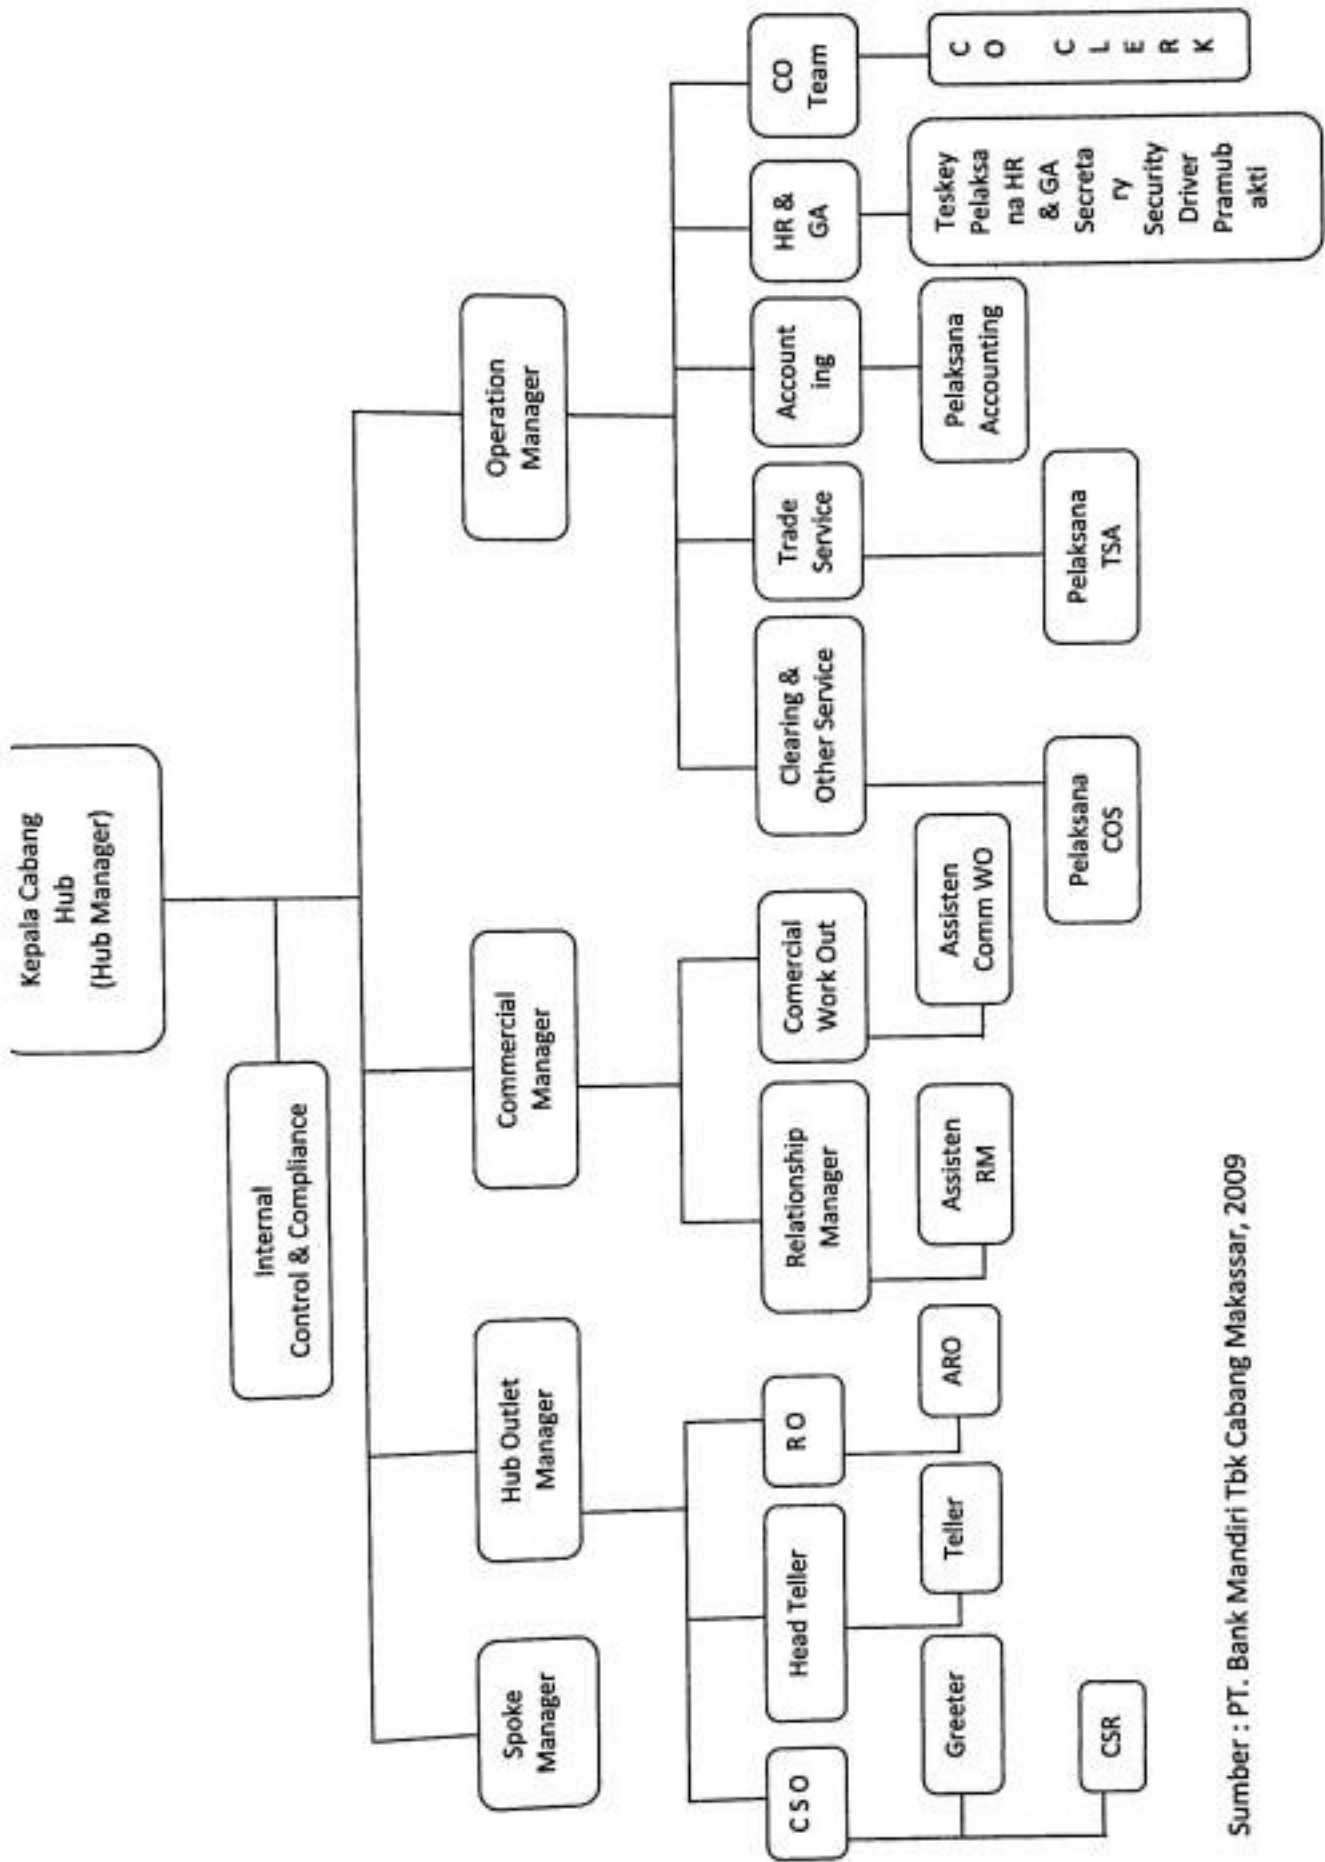 Kepala Cabang
Hub
(Hub Manager)
Internal
Control & Compliance
Spoke
Manager
Hub Outlet
Manager
Commercial
Manager
Operation
Manager
C S O
Head Teller
R O
Relationship
Manager
Comercial
Work Out
Clearing &
Other Service
Trade
Service
Account
ing
HR &
GA
CO
Team
Greeter
Teller
ARO
Assisten
RM
Assisten
Comm WO
Pelaksana
Accounting
Teskey
Pelaksa
na HR
& GA
Secreta
ry
Security
Driver
Pramub
akti
C
O
C
L
E
R
K
CSR
Pelaksana
COS
Pelaksana
TSA
Sumber : PT. Bank Mandiri Tbk Cabang Makassar, 2009